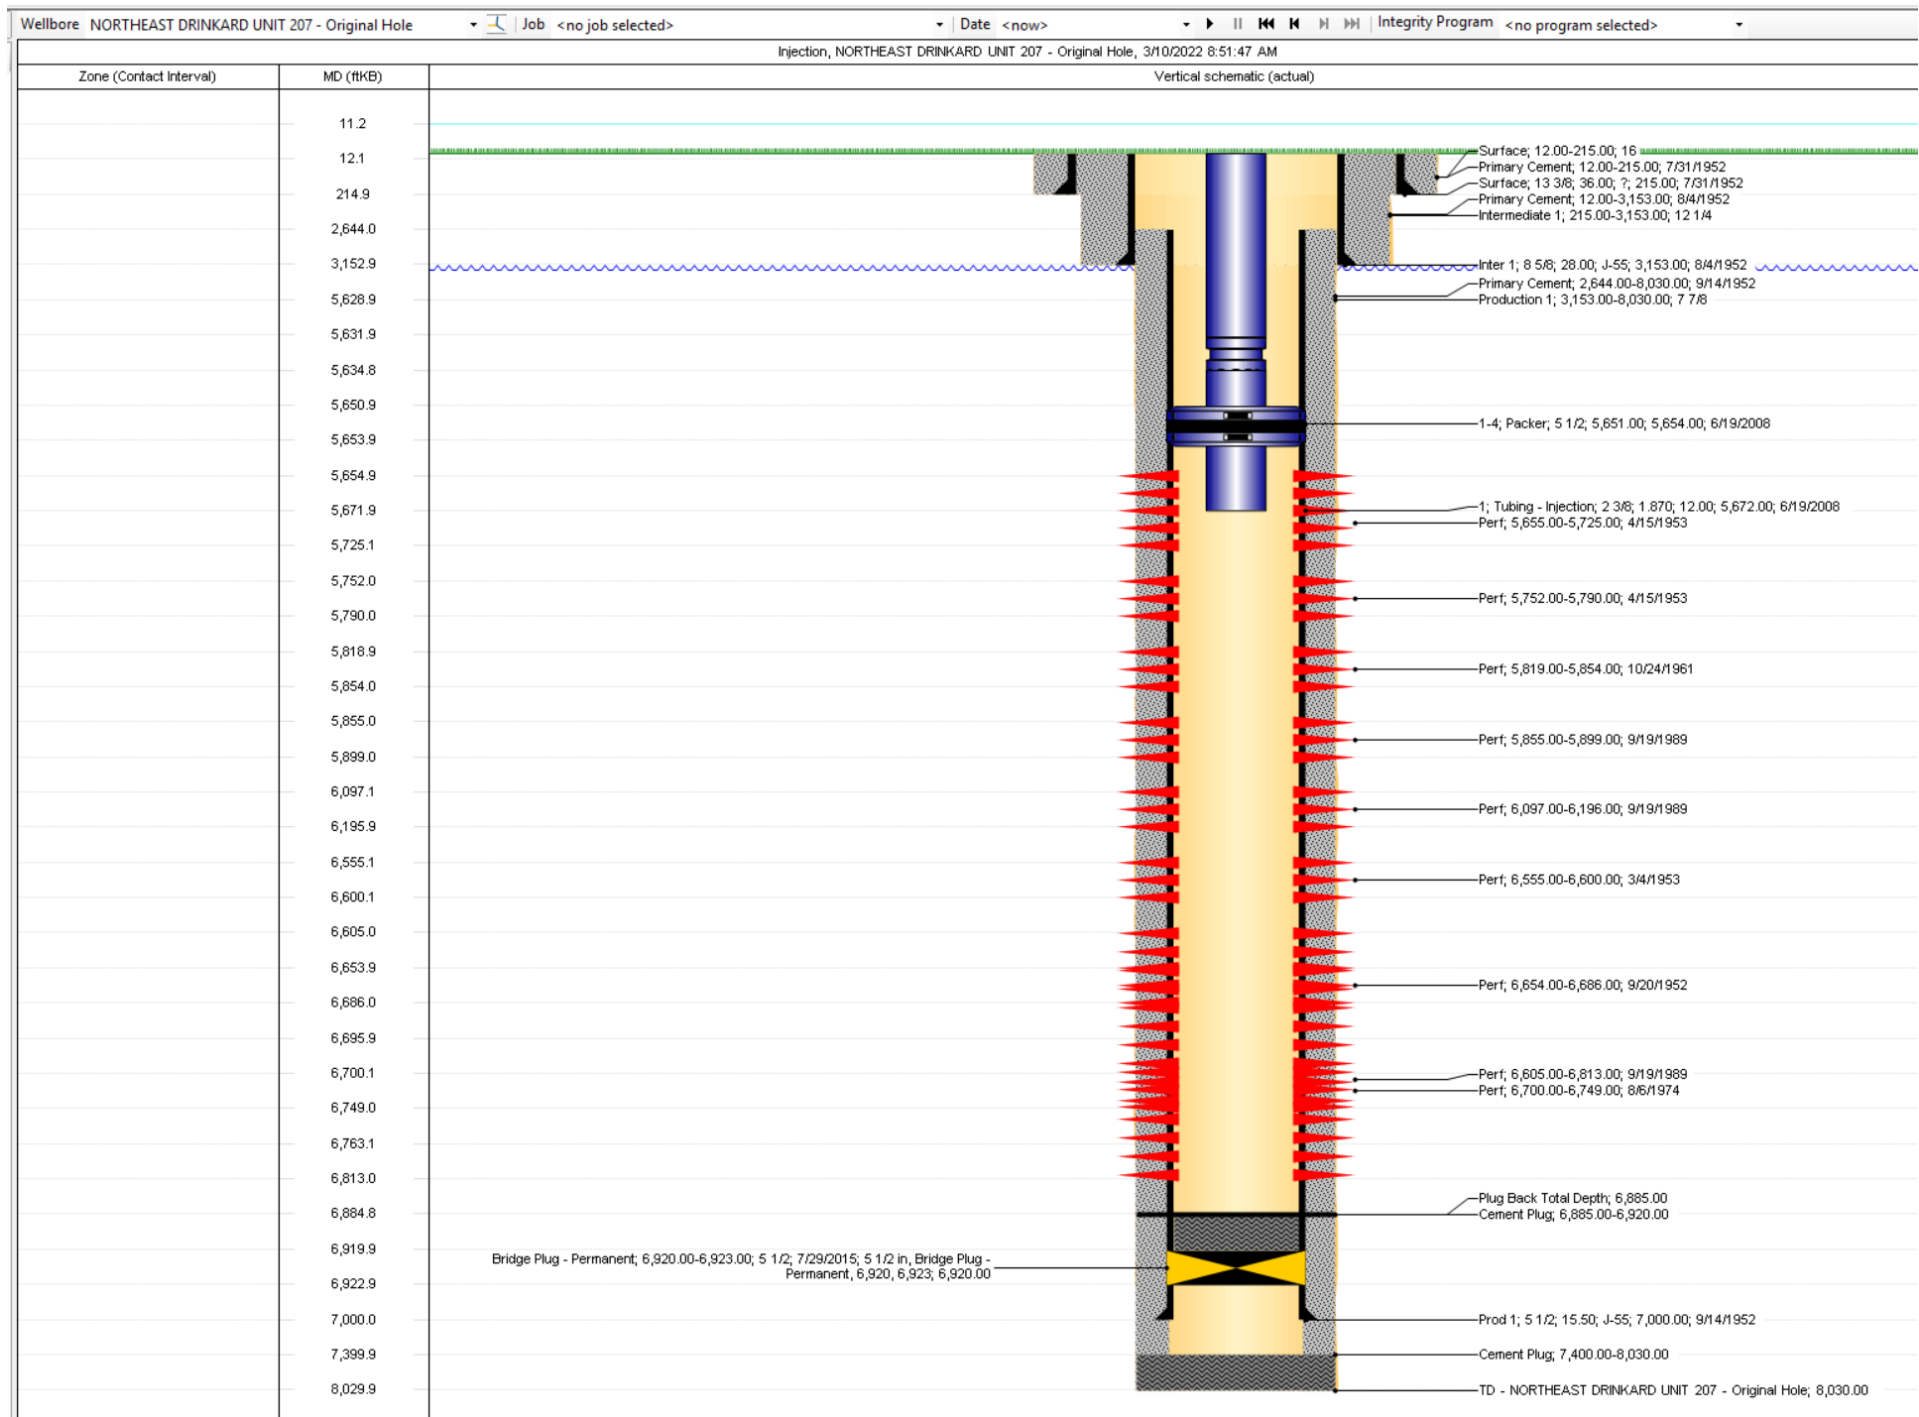 Wellbore NORTHEAST DRINKARD UNIT 207 - Original Hole Job <no job selected> Date <now> Integrity Program <no program selected>
Injection, NORTHEAST DRINKARD UNIT 207 - Original Hole, 3/10/2022 8:51:47 AM
Zone (Contact Interval) MD (ftKB) Vertical schematic (actual)
11.2
12.1
214.9
2,644.0
3,152.9
5,628.9
5,631.9
5,634.8
5,650.9
5,653.9
5,654.9
5,671.9
5,725.1
5,752.0
5,790.0
5,818.9
5,854.0
5,855.0
5,899.0
6,097.1
6,195.9
6,555.1
6,600.1
6,605.0
6,653.9
6,686.0
6,695.9
6,700.1
6,749.0
6,763.1
6,813.0
6,884.8
6,919.9
6,922.9
7,000.0
7,399.9
8,029.9
Bridge Plug - Permanent; 6,920.00-6,923.00; 5 1/2; 7/29/2015; 5 1/2 in, Bridge Plug -
Permanent, 6,920, 6,923; 6,920.00
Surface; 12.00-215.00; 16
Primary Cement; 12.00-215.00; 7/31/1952
Surface; 13 3/8; 36.00; ?; 215.00; 7/31/1952
Primary Cement; 12.00-3,153.00; 8/4/1952
Intermediate 1; 215.00-3,153.00; 12 1/4
Inter 1; 8 5/8; 28.00; J-55; 3,153.00; 8/4/1952
Primary Cement; 2,644.00-8,030.00; 9/14/1952
Production 1; 3,153.00-8,030.00; 7 7/8
1-4; Packer; 5 1/2; 5,651.00; 5,654.00; 6/19/2008
1; Tubing - Injection; 2 3/8; 1.870; 12.00; 5,672.00; 6/19/2008
Perf; 5,655.00-5,725.00; 4/15/1953
Perf; 5,752.00-5,790.00; 4/15/1953
Perf; 5,819.00-5,854.00; 10/24/1961
Perf; 5,855.00-5,899.00; 9/19/1989
Perf; 6,097.00-6,196.00; 9/19/1989
Perf; 6,555.00-6,600.00; 3/4/1953
Perf; 6,654.00-6,686.00; 9/20/1952
Perf; 6,605.00-6,813.00; 9/19/1989
Perf; 6,700.00-6,749.00; 8/6/1974
Plug Back Total Depth; 6,885.00
Cement Plug; 6,885.00-6,920.00
Prod 1; 5 1/2; 15.50; J-55; 7,000.00; 9/14/1952
Cement Plug; 7,400.00-8,030.00
TD - NORTHEAST DRINKARD UNIT 207 - Original Hole; 8,030.00